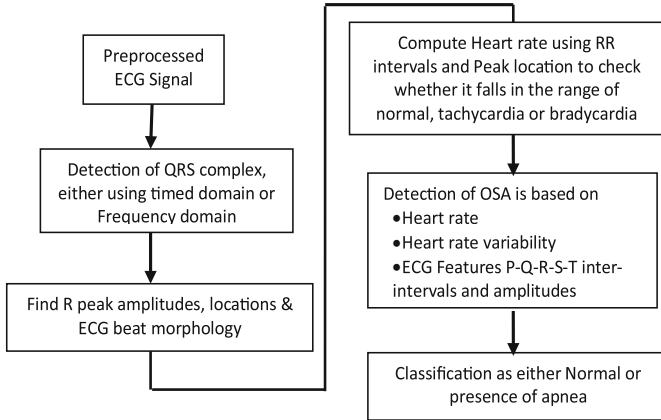 Preprocessed
ECG Signal
Detection of QRS complex,
either using timed domain or
Frequency domain
Find R peak amplitudes, locations &
ECG beat morphology
Compute Heart rate using RR
intervals and Peak location to check
whether it falls in the range of
normal, tachycardia or bradycardia
Detection of OSA is based on
•Heart rate
•Heart rate variability
•ECG Features P-Q-R-S-T inter-
intervals and amplitudes
Classification as either Normal or
presence of apnea